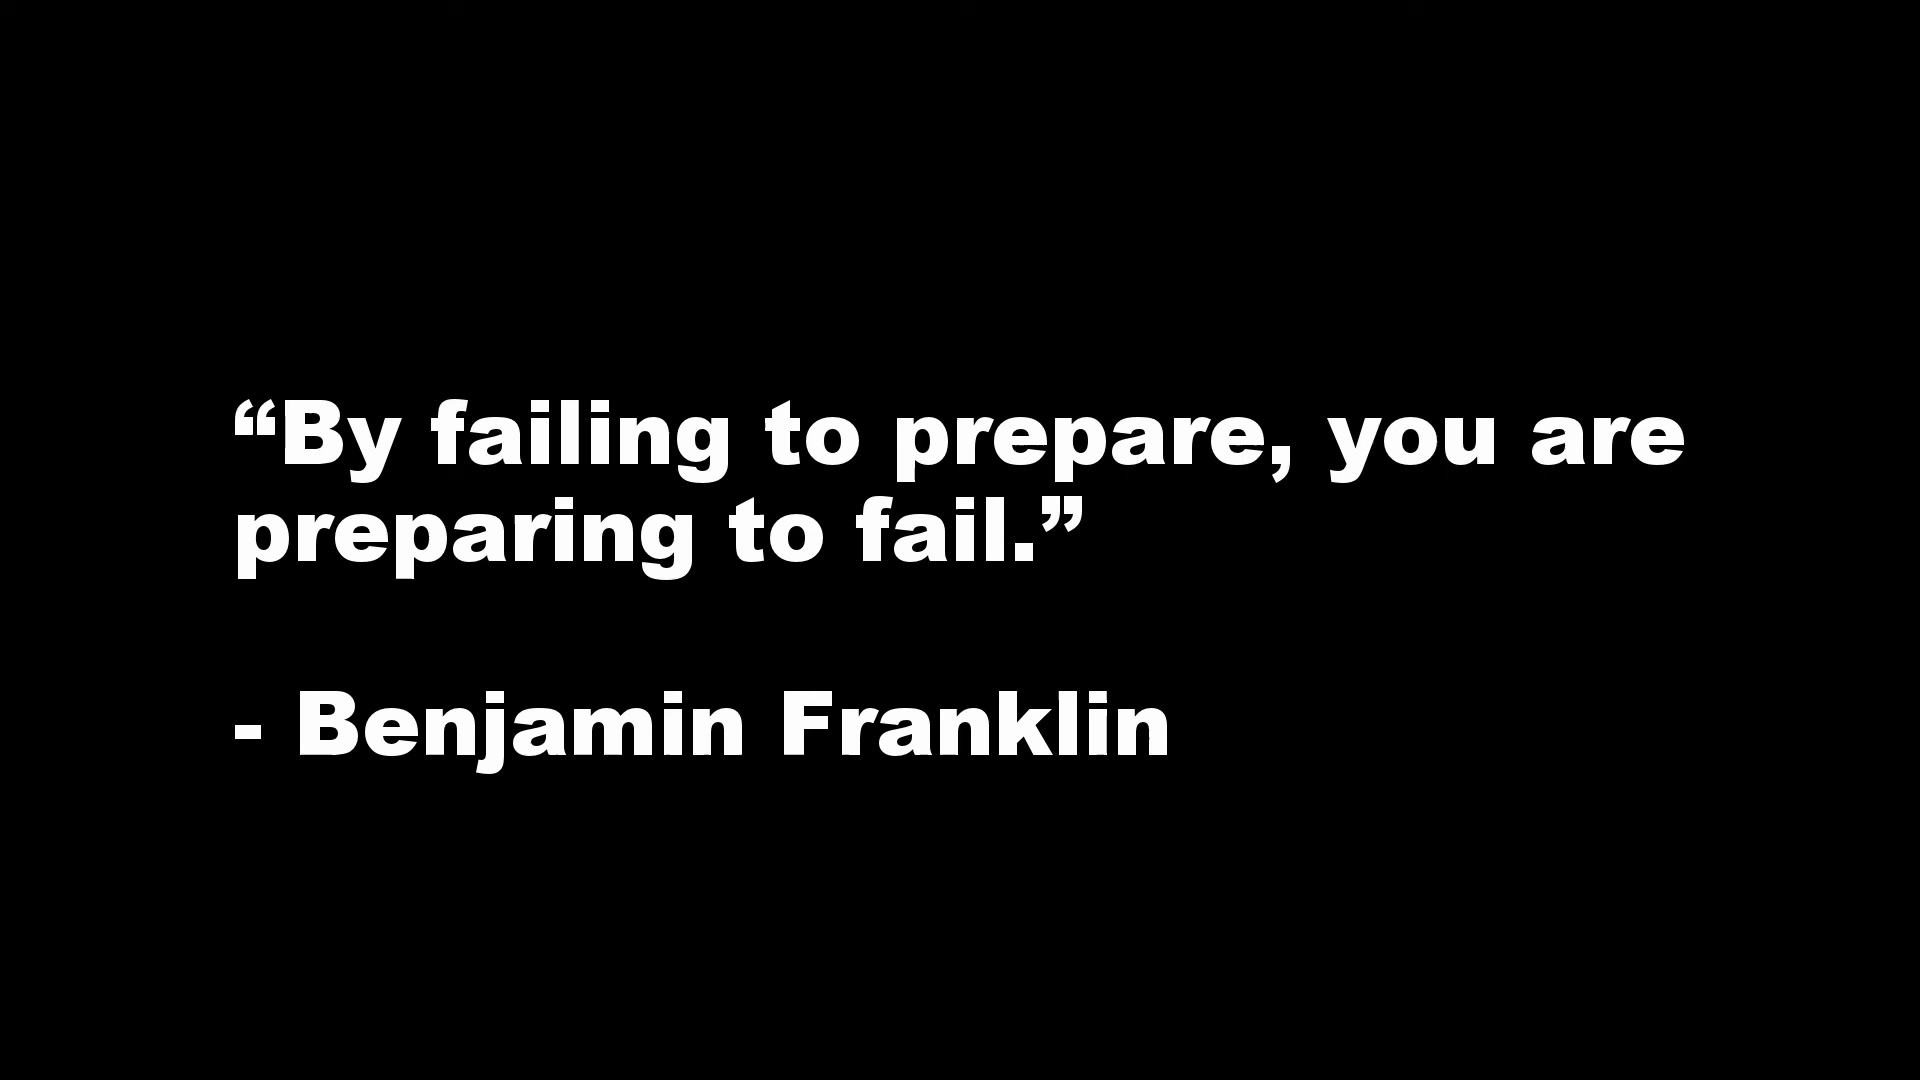 “By failing to prepare, you are
preparing to fail.”
- Benjamin Franklin